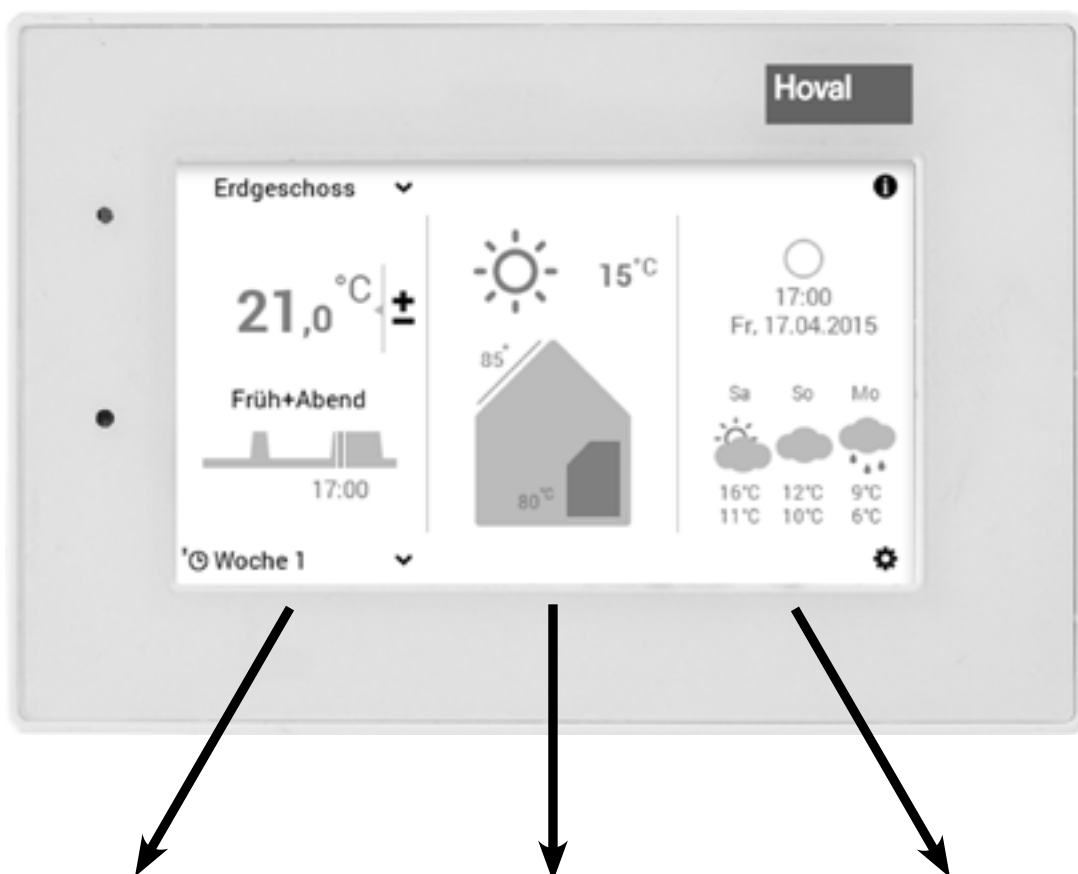 Hoval
Erdgeschoss
21,0 °C
±
Früh+Abend
17:00
Woche 1
15°C
85°
80°C
i
17:00
Fr, 17.04.2015
Sa So Mo
16°C 12°C 9°C
11°C 10°C 6°C